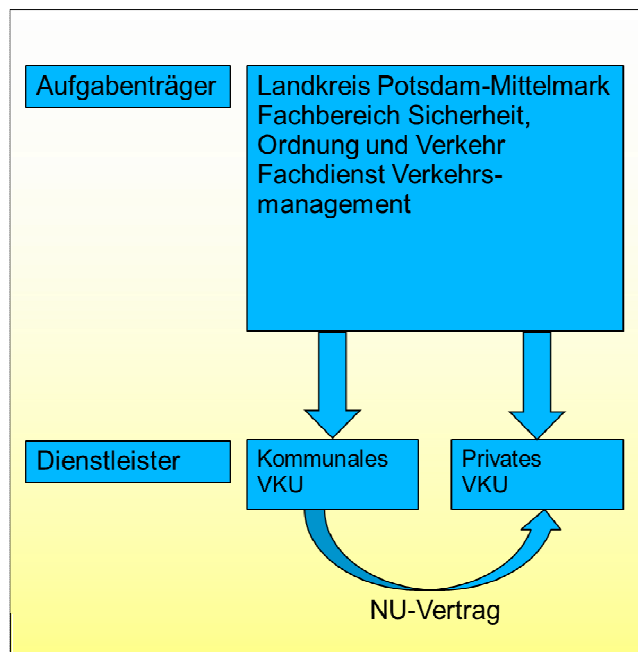 Aufgabenträger
Landkreis Potsdam-Mittelmark
Fachbereich Sicherheit,
Ordnung und Verkehr
Fachdienst Verkehrs-
management
Dienstleister
Kommunales
VKU
Privates
VKU
NU-Vertrag